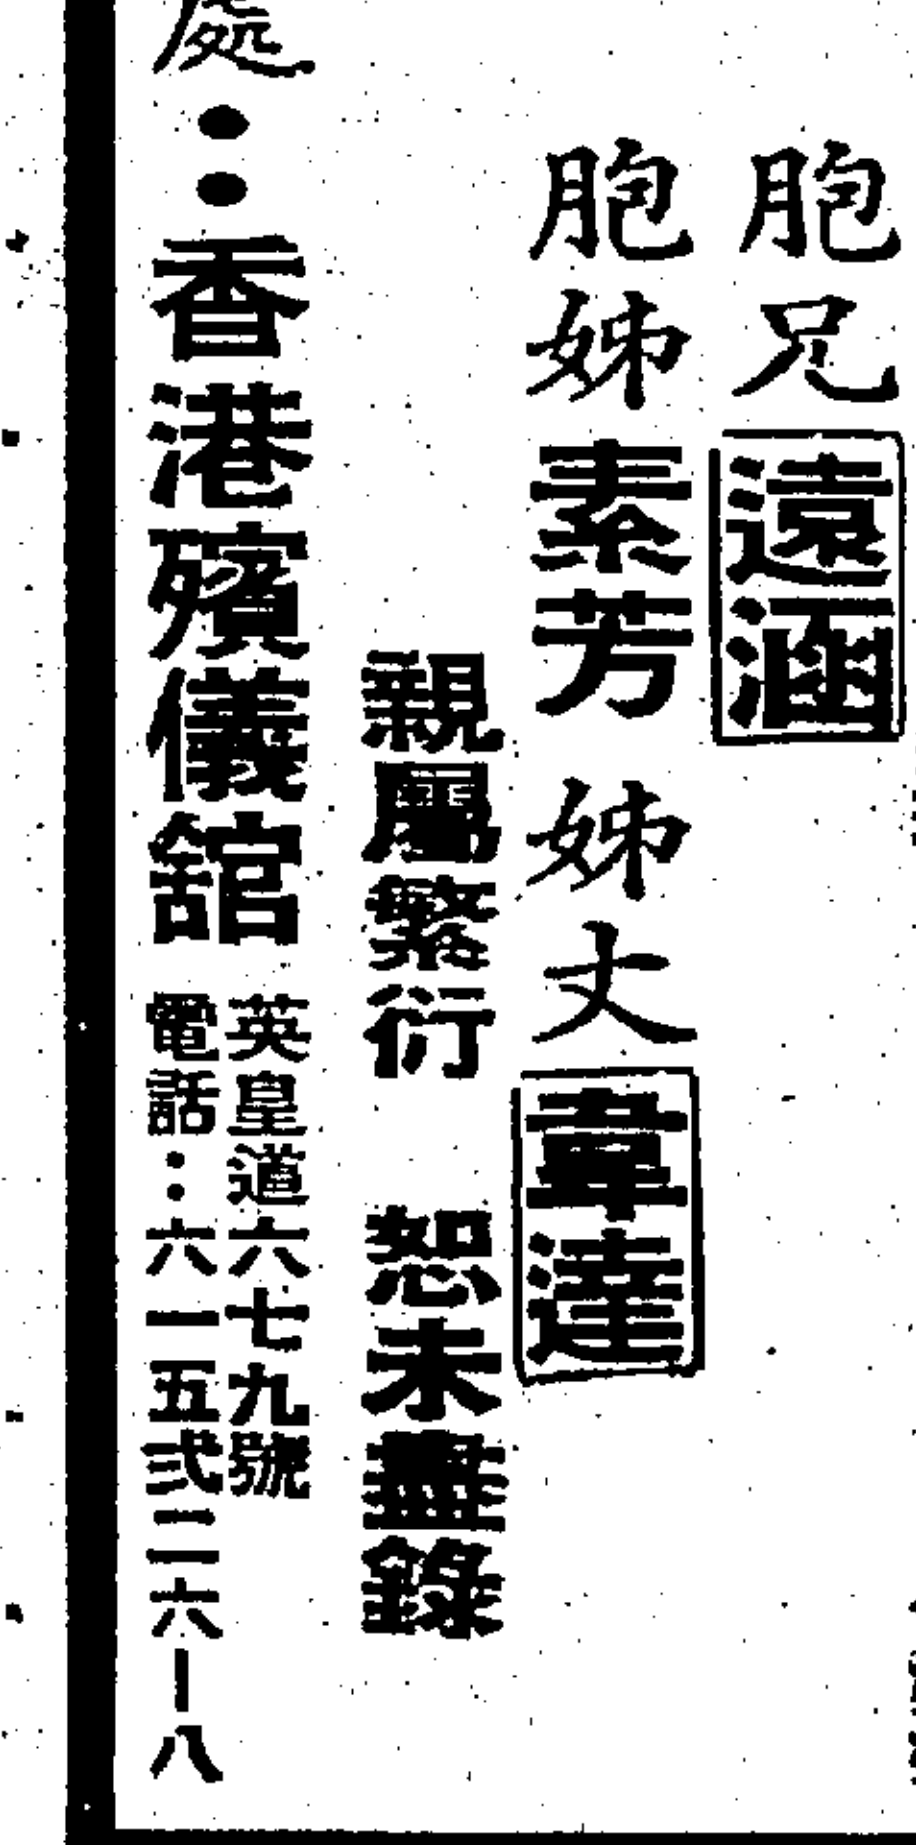 胞兄遠涵
胞姊素芳 姊丈韋達
親屬繁衍 恕未盡錄
處：香港殯儀館
英皇道六七九號
電話：六一五弍二六—八